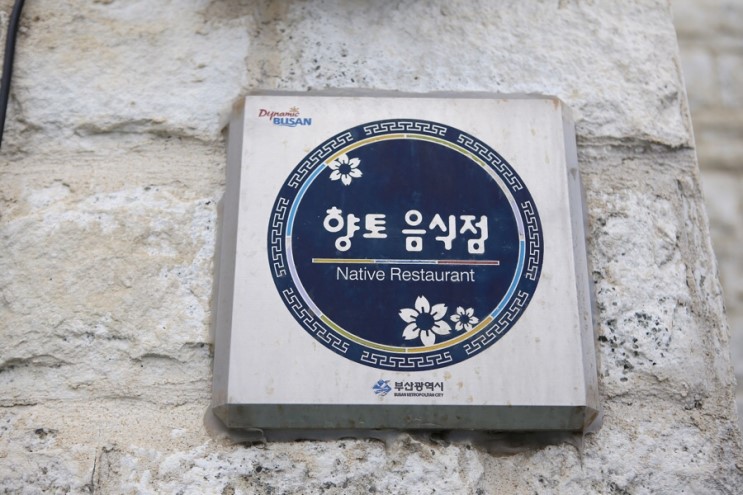 Dynamic
BUSAN
향토 음식점
Native Restaurant
부산광역시
BUSAN METROPOLITAN CITY